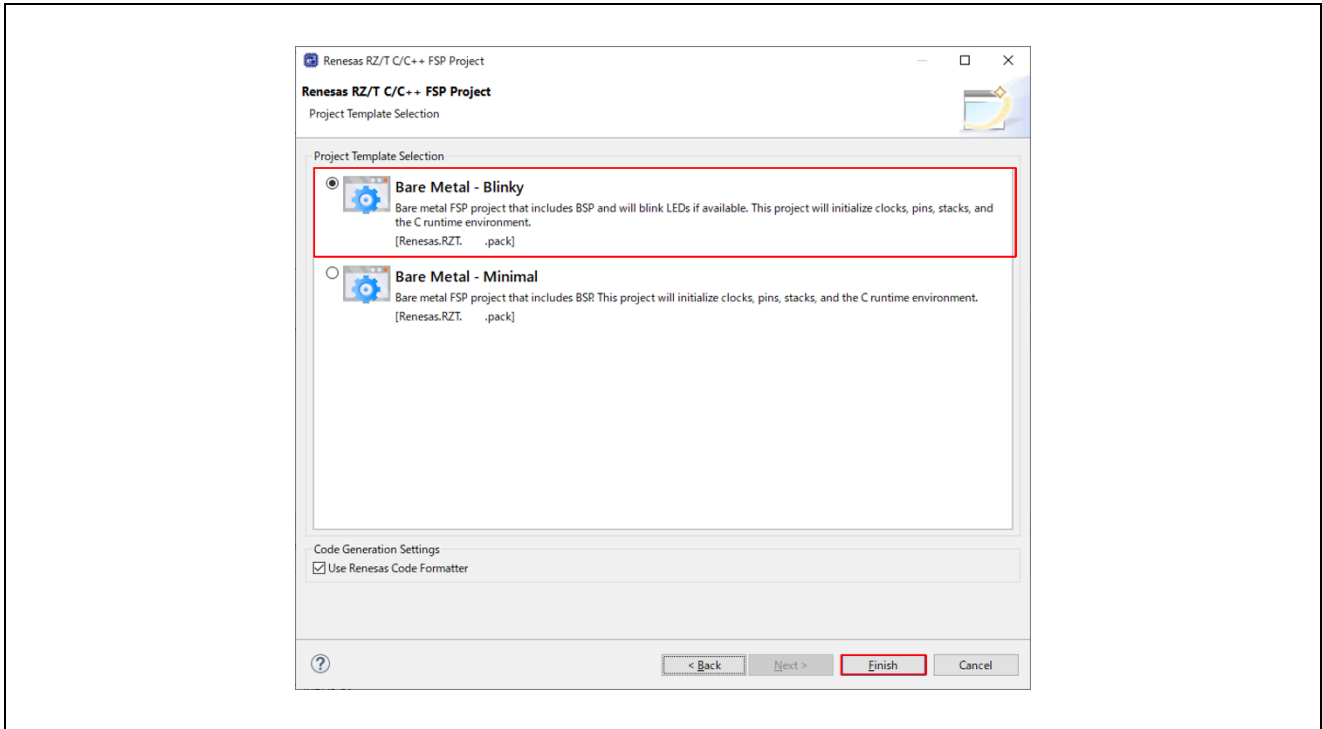 Renesas RZ/T C/C++ FSP Project
Renesas RZ/T C/C++ FSP Project
Project Template Selection
Project Template Selection
Bare Metal - Blinky
Bare metal FSP project that includes BSP and will blink LEDs if available. This project will initialize clocks, pins, stacks, and
the C runtime environment.
[Renesas.RZT. .pack]
Bare Metal - Minimal
Bare metal FSP project that includes BSP. This project will initialize clocks, pins, stacks, and the C runtime environment.
[Renesas.RZT. .pack]
Code Generation Settings
Use Renesas Code Formatter
? < Back Next > Finish Cancel